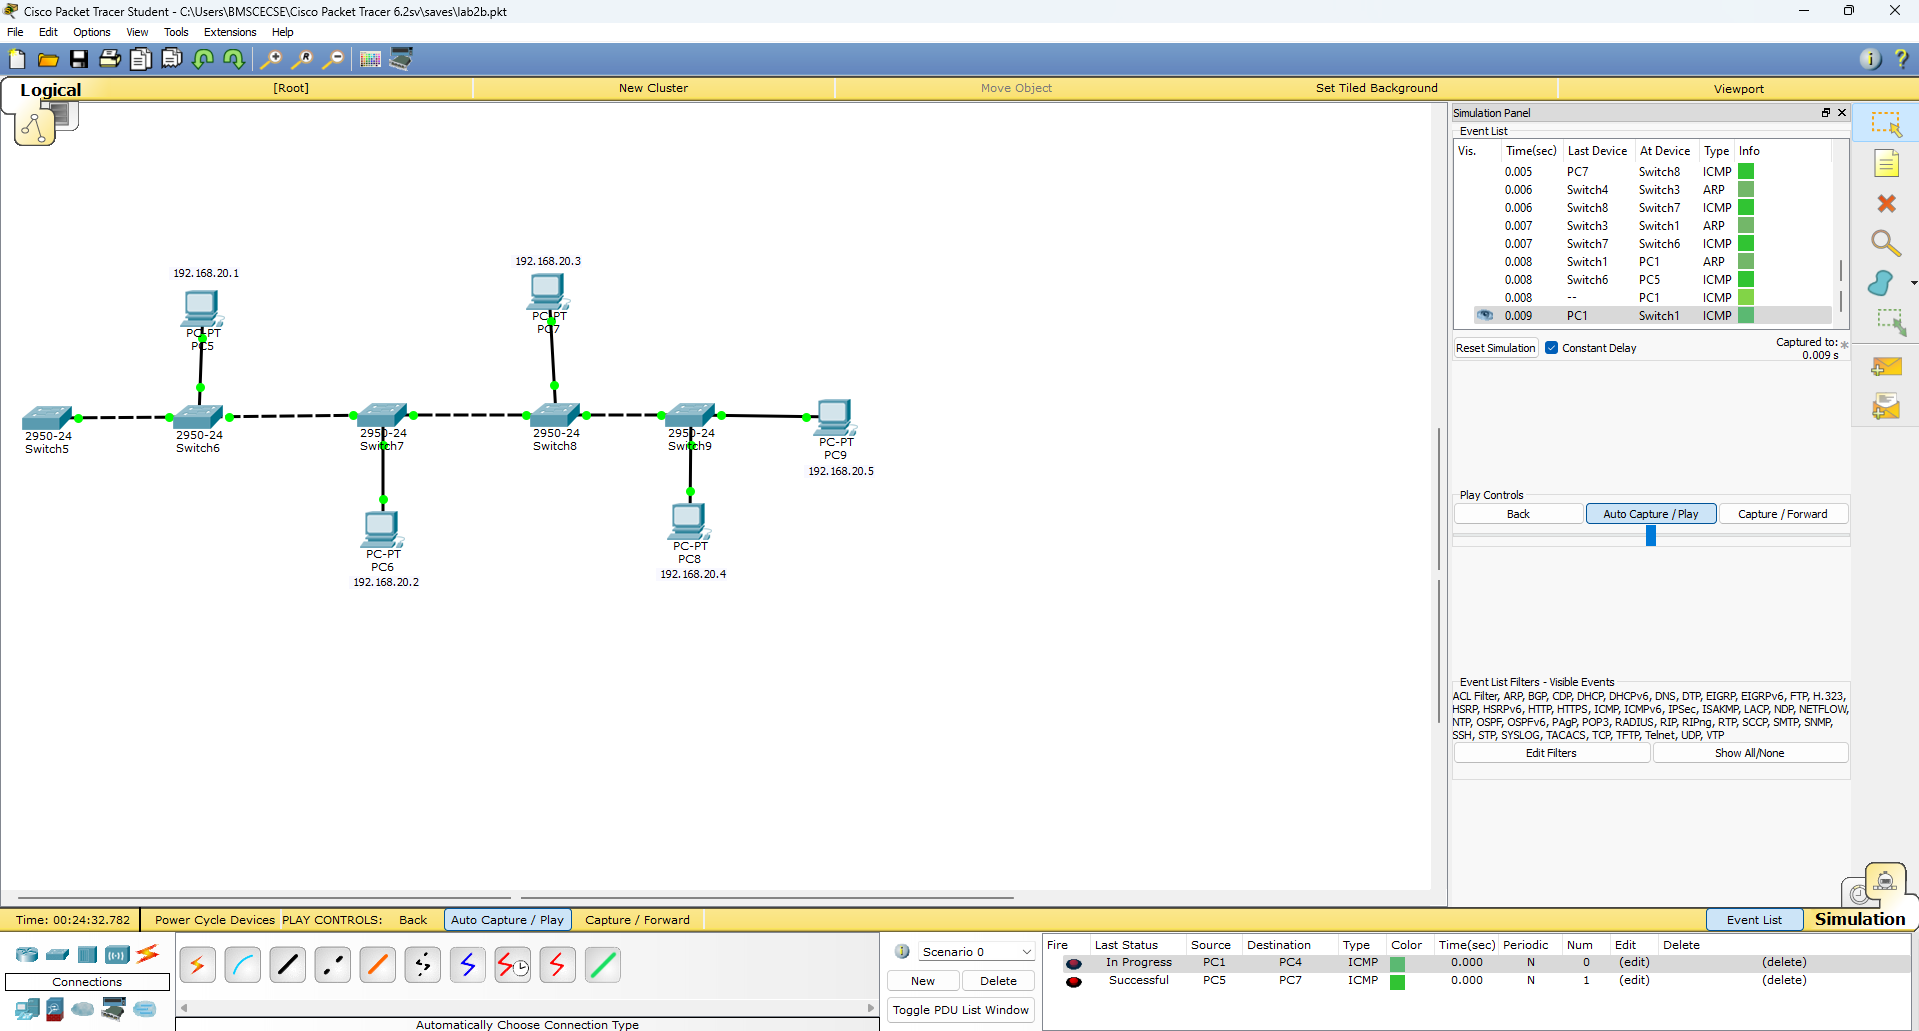 Cisco Packet Tracer Student - C:\Users\BMSCECSE\Cisco Packet Tracer 6.2sv\saves\lab2b.pkt
File Edit Options View Tools Extensions Help
Logical [Root] New Cluster Move Object Set Tiled Background Viewport
192.168.20.1
PC-PT
PC5
192.168.20.3
PC-PT
PC7
2950-24
Switch5
2950-24
Switch6
2950-24
Switch7
2950-24
Switch8
2950-24
Switch9
PC-PT
PC9
192.168.20.5
PC-PT
PC6
192.168.20.2
PC-PT
PC8
192.168.20.4
Simulation Panel
Event List
Vis. Time(sec) Last Device At Device Type Info
0.005 PC7 Switch8 ICMP
0.006 Switch4 Switch3 ARP
0.006 Switch8 Switch7 ICMP
0.007 Switch3 Switch1 ARP
0.007 Switch7 Switch6 ICMP
0.008 Switch1 PC1 ARP
0.008 Switch6 PC5 ICMP
0.008 -- PC1 ICMP
0.009 PC1 Switch1 ICMP
Reset Simulation Constant Delay Captured to: *
0.009 s
Play Controls
Back Auto Capture / Play Capture / Forward
Event List Filters - Visible Events
ACL Filter, ARP, BGP, CDP, DHCP, DHCPv6, DNS, DTP, EIGRP, EIGRPv6, FTP, H.323,
HSRP, HSRPv6, HTTP, HTTPS, ICMP, ICMPv6, IPSec, ISAKMP, LACP, NDP, NETFLOW,
NTP, OSPF, OSPFv6, PAgP, POP3, RADIUS, RIP, RIPng, RTP, SCCP, SMTP, SNMP,
SSH, STP, SYSLOG, TACACS, TCP, TFTP, Telnet, UDP, VTP
Edit Filters Show All/None
Time: 00:24:32.782 Power Cycle Devices PLAY CONTROLS: Back Auto Capture / Play Capture / Forward Event List Simulation
Connections
Automatically Choose Connection Type
Scenario 0
New Delete
Toggle PDU List Window
Fire Last Status Source Destination Type Color Time(sec) Periodic Num Edit Delete
In Progress PC1 PC4 ICMP 0.000 N 0 (edit) (delete)
Successful PC5 PC7 ICMP 0.000 N 1 (edit) (delete)